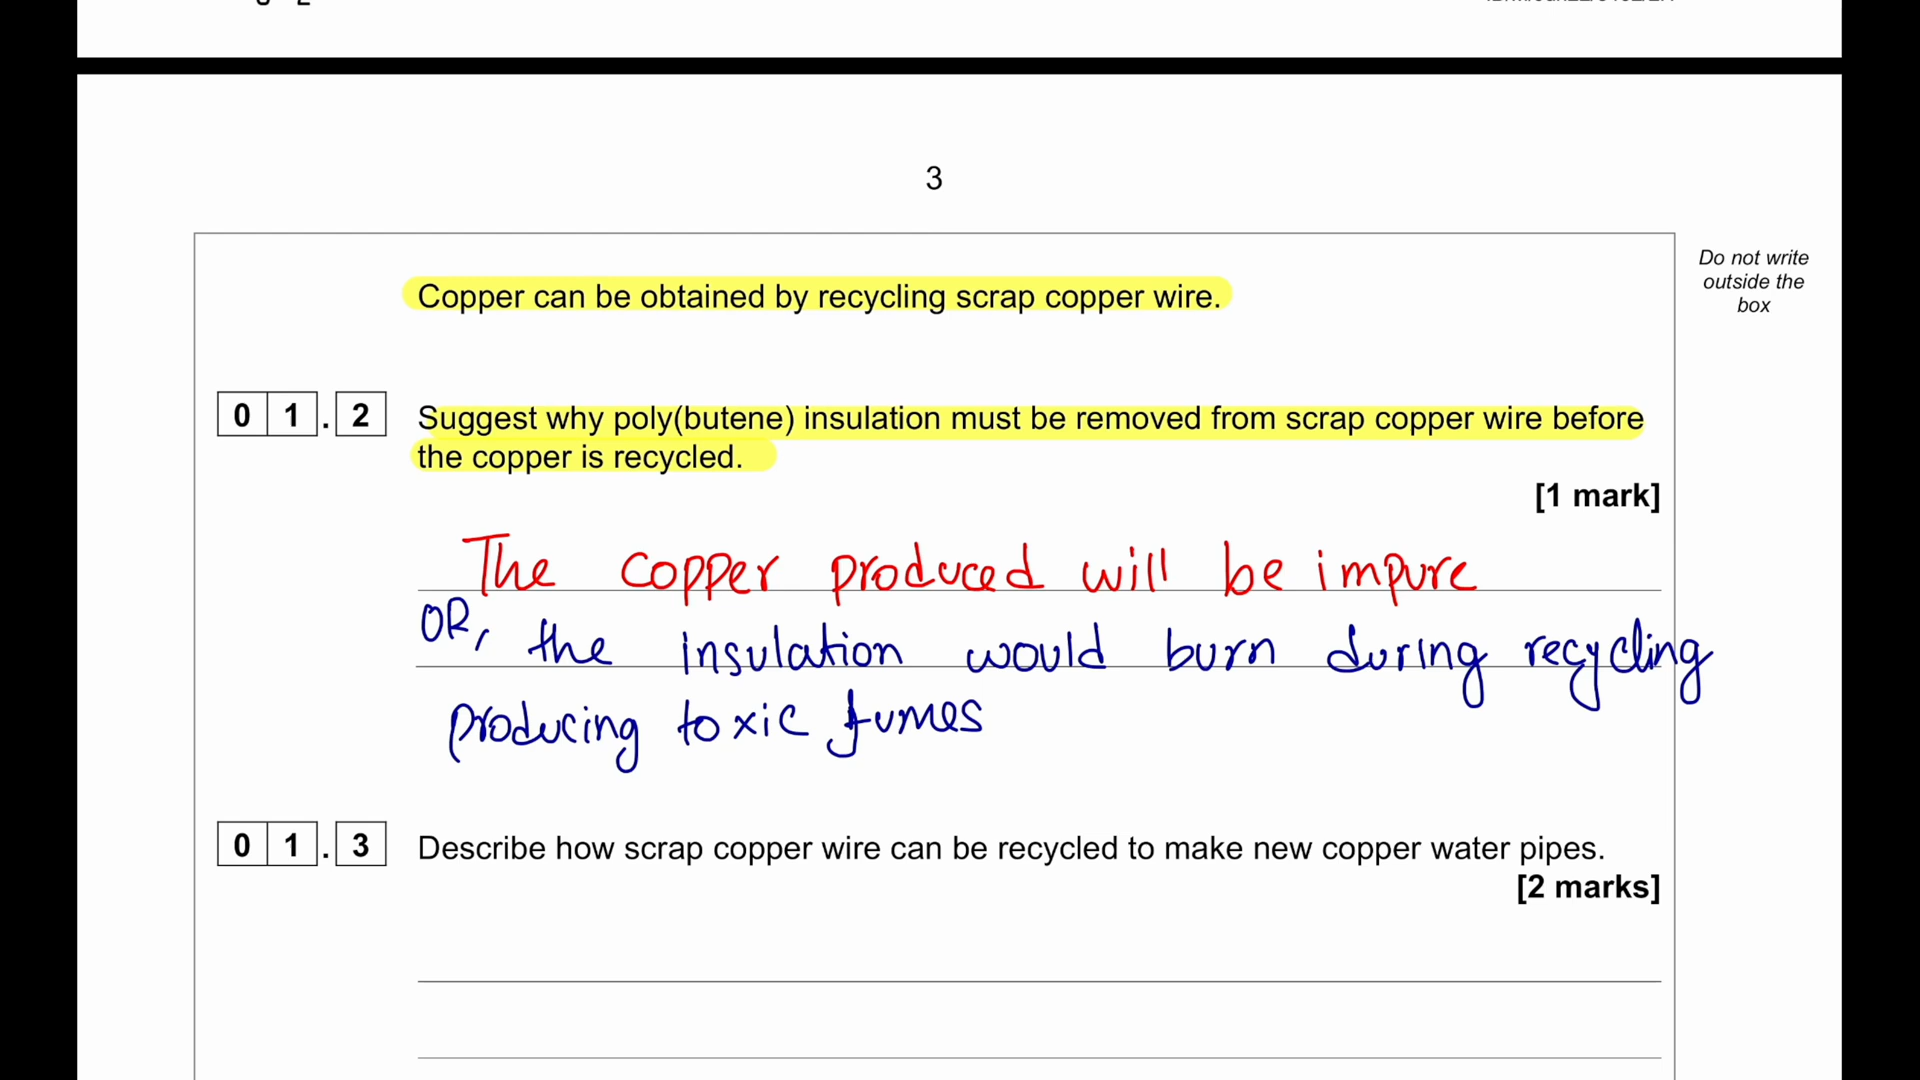 3
Do not write
outside the
box
Copper can be obtained by recycling scrap copper wire.
0 1 . 2 Suggest why poly(butene) insulation must be removed from scrap copper wire before
the copper is recycled.
[1 mark]
The copper produced will be impure
OR, the insulation would burn during recycling
producing toxic fumes
0 1 . 3 Describe how scrap copper wire can be recycled to make new copper water pipes.
[2 marks]